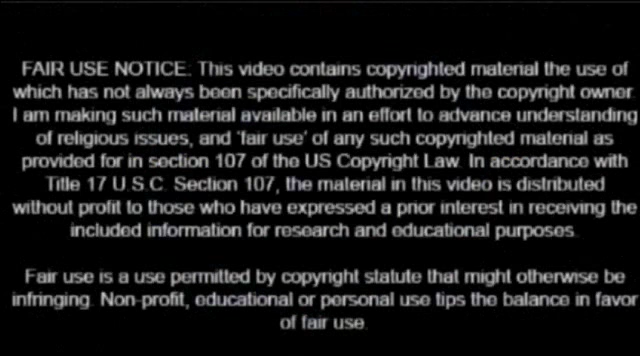 FAIR USE NOTICE: This video contains copyrighted material the use of
which has not always been specifically authorized by the copyright owner.
I am making such material available in an effort to advance understanding
of religious issues, and 'fair use' of any such copyrighted material as
provided for in section 107 of the US Copyright Law. In accordance with
Title 17 U.S.C. Section 107, the material in this video is distributed
without profit to those who have expressed a prior interest in receiving the
included information for research and educational purposes.
Fair use is a use permitted by copyright statute that might otherwise be
infringing. Non-profit, educational or personal use tips the balance in favor
of fair use.